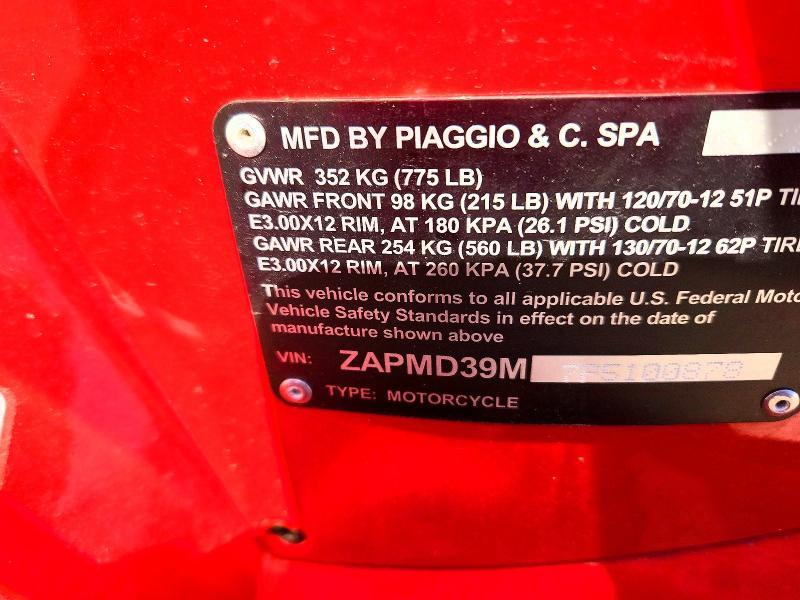 MFD BY PIAGGIO & C. SPA
GVWR 352 KG (775 LB)
GAWR FRONT 98 KG (215 LB) WITH 120/70-12 51P TI
E3.00X12 RIM, AT 180 KPA (26.1 PSI) COLD.
GAWR REAR 254 KG (560 LB) WITH 130/70-12 62P TIRE
E3.00X12 RIM, AT 260 KPA (37.7 PSI) COLD
This vehicle conforms to all applicable U.S. Federal Moto
Vehicle Safety Standards in effect on the date of
manufacture shown above
VIN: ZAPMD39M
TYPE: MOTORCYCLE